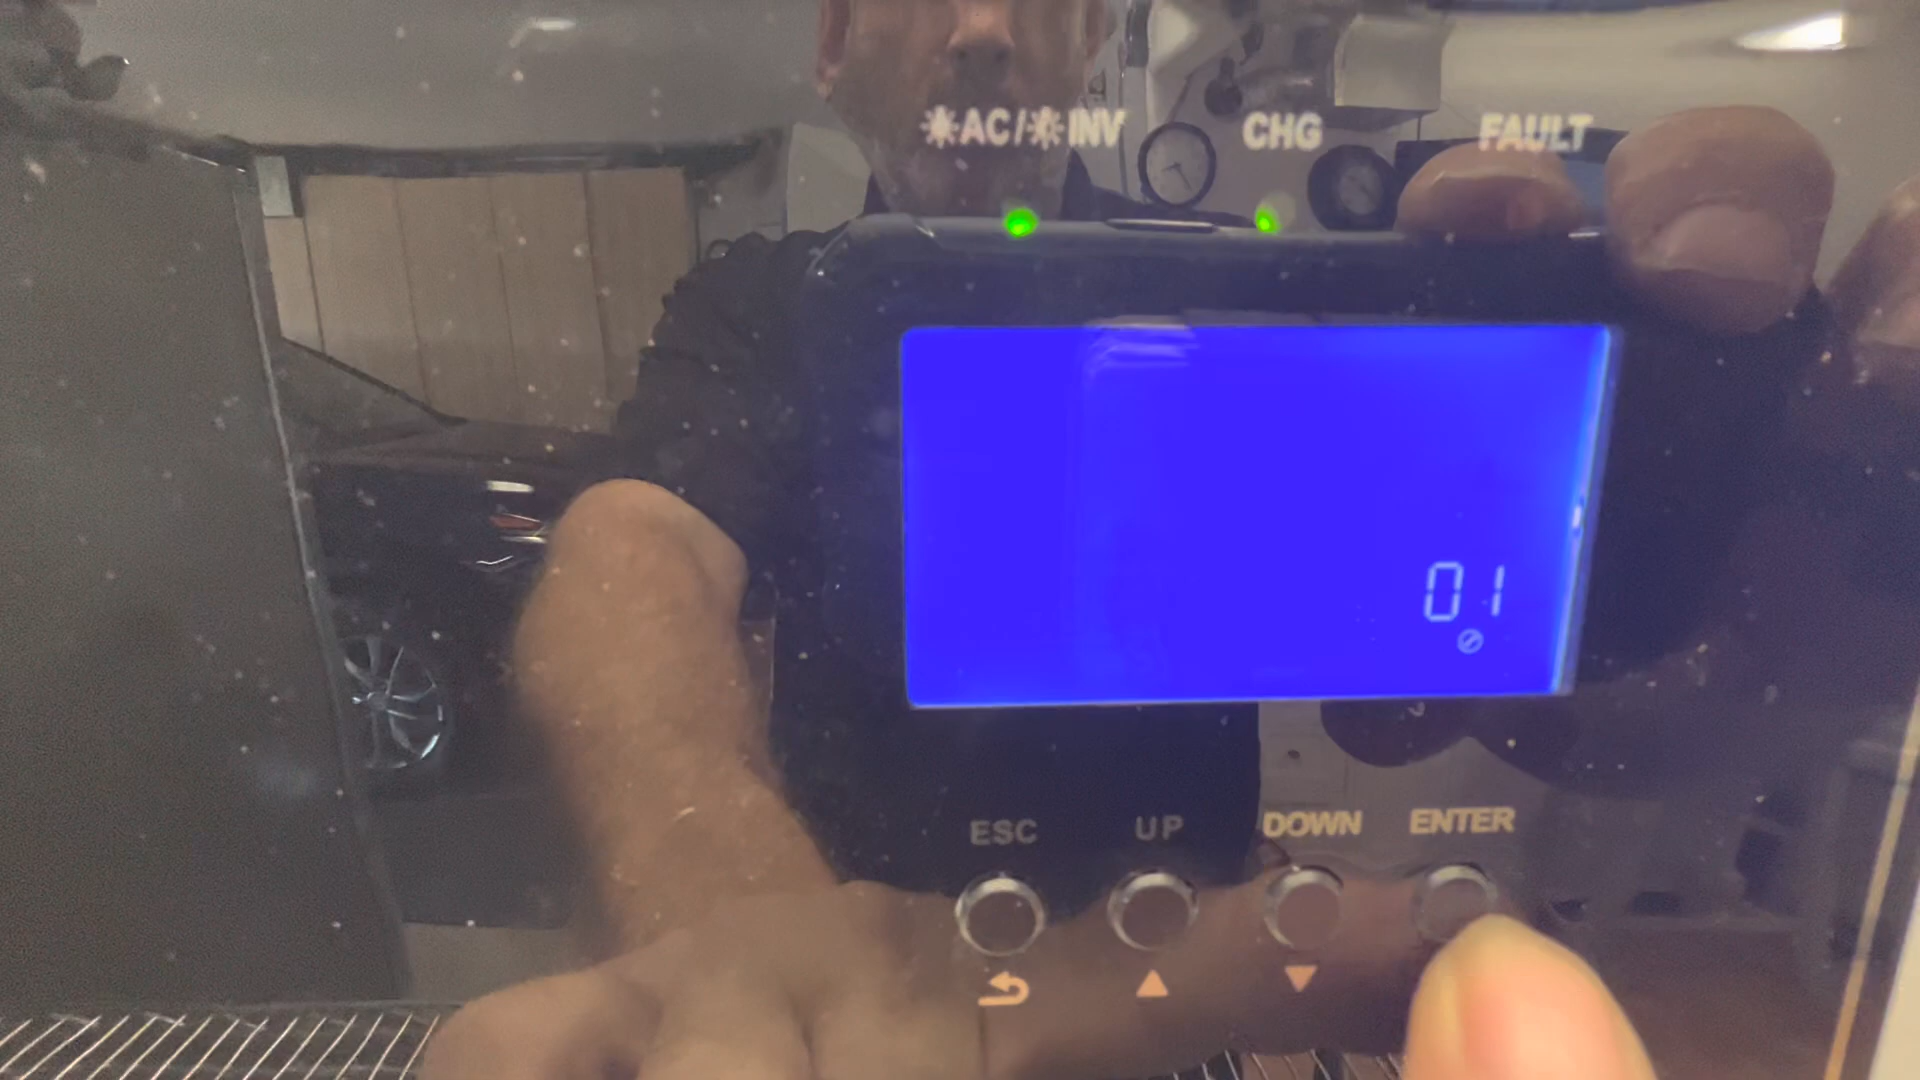 ☀AC/☀INV CHG FAULT
01
ESC UP DOWN ENTER